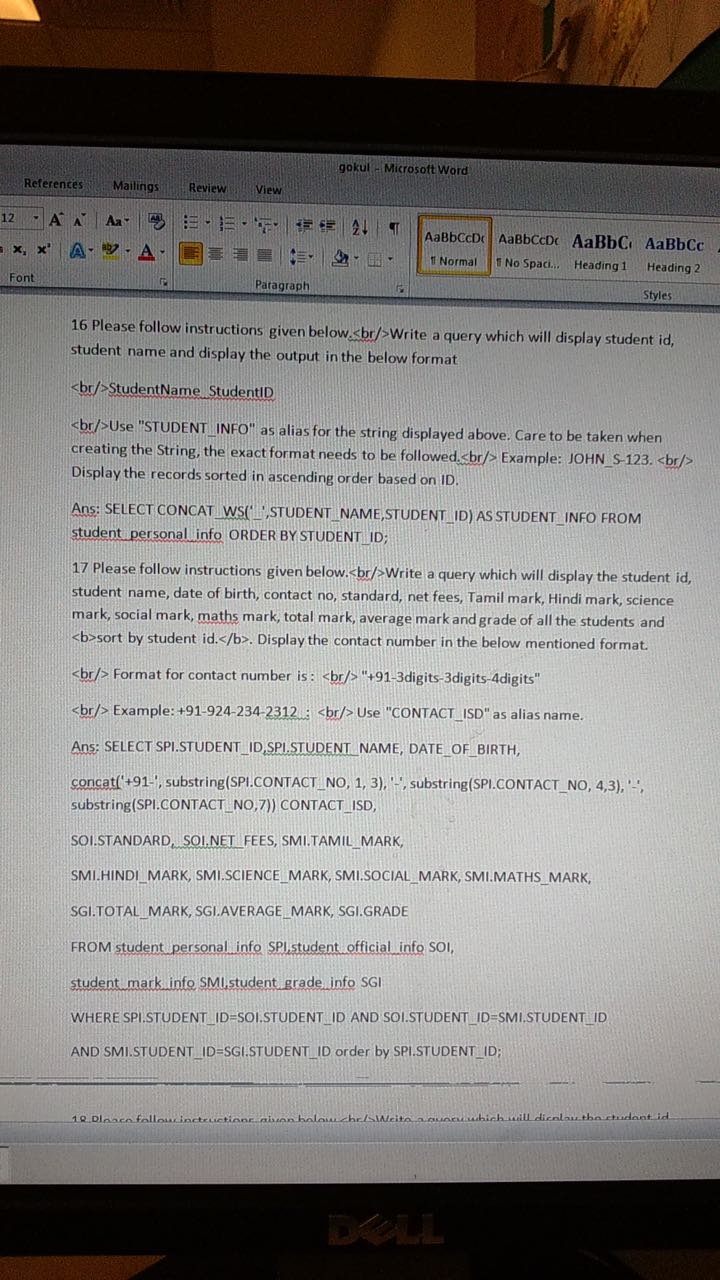 gokul - Microsoft Word
References Mailings Review View
12 A A Aa
x, x² A ab A
AaBbCcDc AaBbCcDc AaBbC AaBbCc
¶ Normal ¶ No Spaci... Heading 1 Heading 2
Font Paragraph Styles
16 Please follow instructions given below.<br/>Write a query which will display student id,
student name and display the output in the below format
<br/>StudentName_StudentID
<br/>Use "STUDENT_INFO" as alias for the string displayed above. Care to be taken when
creating the String, the exact format needs to be followed.<br/> Example: JOHN_S-123. <br/>
Display the records sorted in ascending order based on ID.
Ans: SELECT CONCAT_WS('_',STUDENT_NAME,STUDENT_ID) AS STUDENT_INFO FROM
student_personal_info ORDER BY STUDENT_ID;
17 Please follow instructions given below.<br/>Write a query which will display the student id,
student name, date of birth, contact no, standard, net fees, Tamil mark, Hindi mark, science
mark, social mark, maths mark, total mark, average mark and grade of all the students and
<b>sort by student id.</b>. Display the contact number in the below mentioned format.
<br/> Format for contact number is : <br/> "+91-3digits-3digits-4digits"
<br/> Example: +91-924-234-2312 ; <br/> Use "CONTACT_ISD" as alias name.
Ans: SELECT SPI.STUDENT_ID,SPI.STUDENT_NAME, DATE_OF_BIRTH,
concat('+91-', substring(SPI.CONTACT_NO, 1, 3), '-', substring(SPI.CONTACT_NO, 4,3), '-',
substring(SPI.CONTACT_NO,7)) CONTACT_ISD,
SOI.STANDARD, SOI.NET_FEES, SMI.TAMIL_MARK,
SMI.HINDI_MARK, SMI.SCIENCE_MARK, SMI.SOCIAL_MARK, SMI.MATHS_MARK,
SGI.TOTAL_MARK, SGI.AVERAGE_MARK, SGI.GRADE
FROM student_personal_info SPI,student_official_info SOI,
student_mark_info SMI,student_grade_info SGI
WHERE SPI.STUDENT_ID=SOI.STUDENT_ID AND SOI.STUDENT_ID=SMI.STUDENT_ID
AND SMI.STUDENT_ID=SGI.STUDENT_ID order by SPI.STUDENT_ID;
18 Please follow instructions given below.<br/>Write a query which will display the student id
DELL